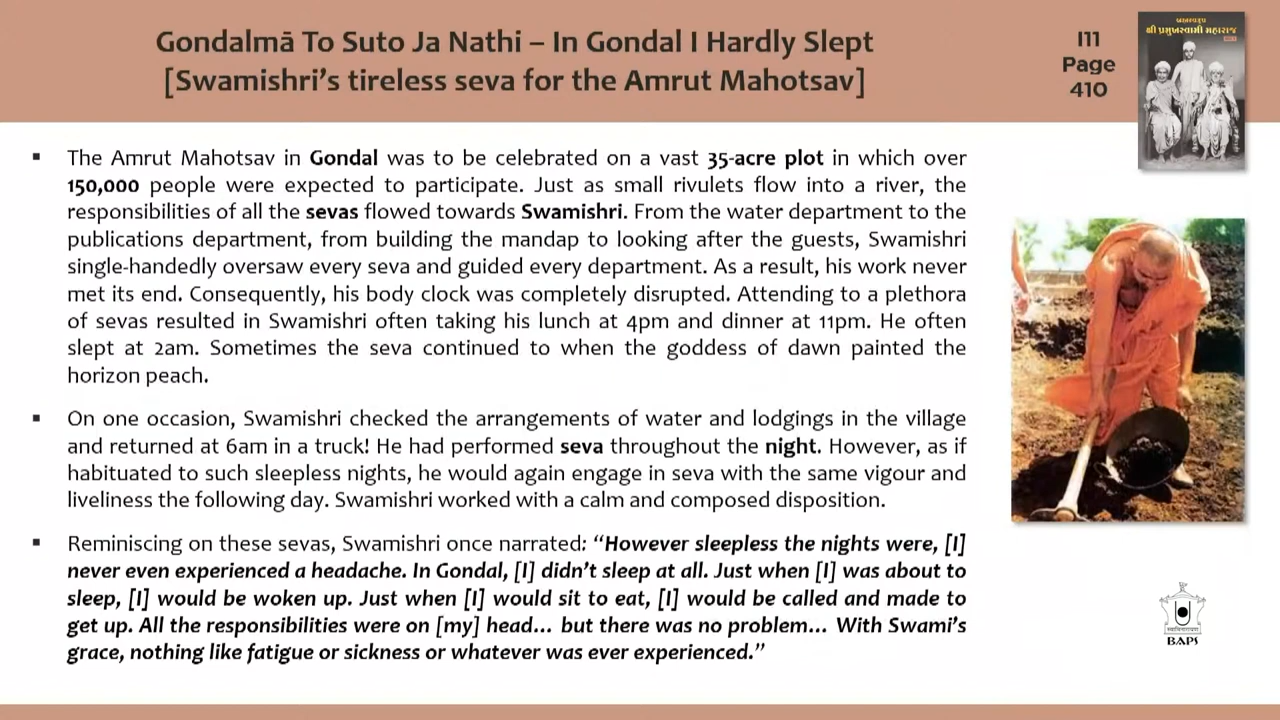 Gondalmā To Suto Ja Nathi – In Gondal I Hardly Slept
[Swamishri’s tireless seva for the Amrut Mahotsav]
I11
Page
410
શ્રી પ્રમુખસ્વામી મહારાજ
▪ The Amrut Mahotsav in Gondal was to be celebrated on a vast 35-acre plot in which over
150,000 people were expected to participate. Just as small rivulets flow into a river, the
responsibilities of all the sevas flowed towards Swamishri. From the water department to the
publications department, from building the mandap to looking after the guests, Swamishri
single-handedly oversaw every seva and guided every department. As a result, his work never
met its end. Consequently, his body clock was completely disrupted. Attending to a plethora
of sevas resulted in Swamishri often taking his lunch at 4pm and dinner at 11pm. He often
slept at 2am. Sometimes the seva continued to when the goddess of dawn painted the
horizon peach.
▪ On one occasion, Swamishri checked the arrangements of water and lodgings in the village
and returned at 6am in a truck! He had performed seva throughout the night. However, as if
habituated to such sleepless nights, he would again engage in seva with the same vigour and
liveliness the following day. Swamishri worked with a calm and composed disposition.
▪ Reminiscing on these sevas, Swamishri once narrated: “However sleepless the nights were, [I]
never even experienced a headache. In Gondal, [I] didn’t sleep at all. Just when [I] was about to
sleep, [I] would be woken up. Just when [I] would sit to eat, [I] would be called and made to
get up. All the responsibilities were on [my] head... but there was no problem... With Swami’s
grace, nothing like fatigue or sickness or whatever was ever experienced.”
BAPS